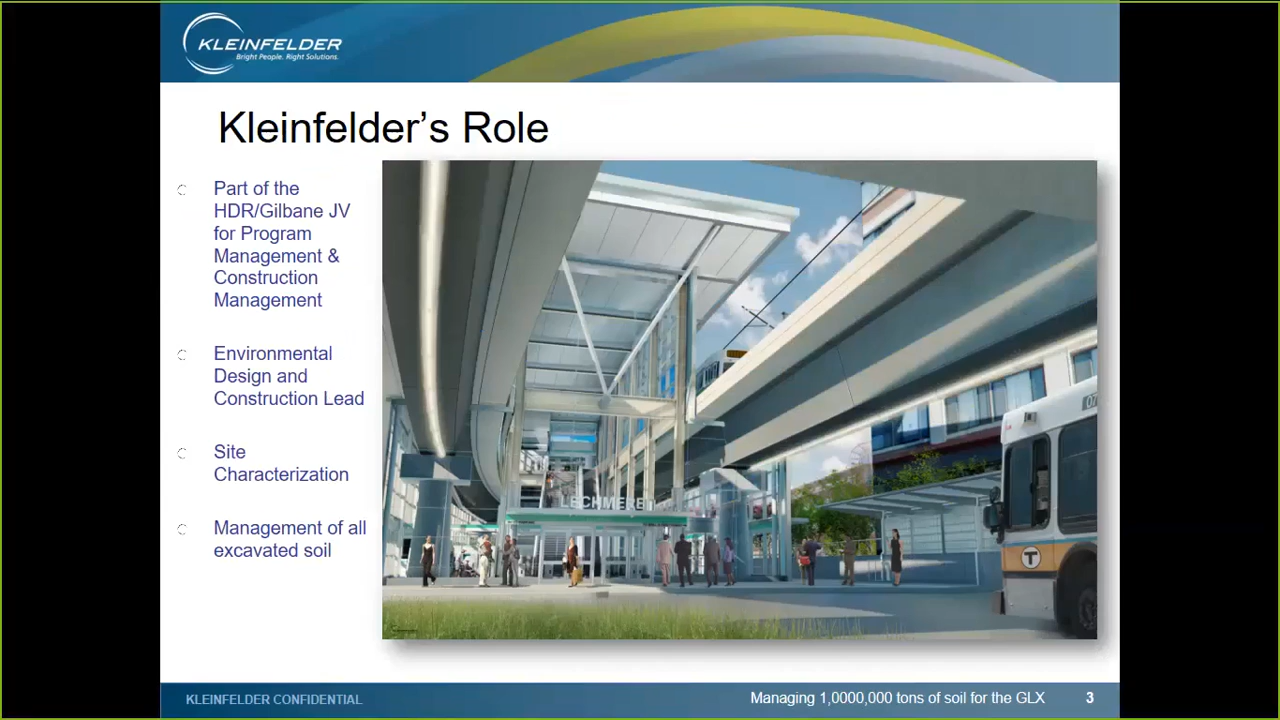 KLEINFELDER
Bright People. Right Solutions.
Kleinfelder's Role
Part of the
HDR/Gilbane JV
for Program
Management &
Construction
Management
Environmental
Design and
Construction Lead
Site
Characterization
Management of all
excavated soil
LECHMERE
07
T
KLEINFELDER CONFIDENTIAL
Managing 1,0000,000 tons of soil for the GLX
3